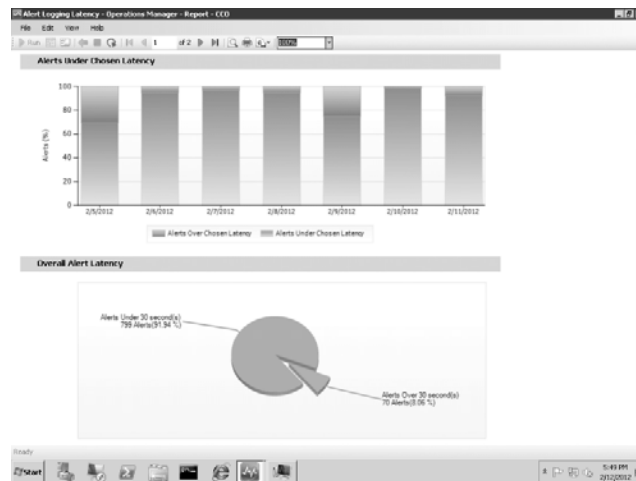 Alert Logging Latency - Operations Manager - Report - CCO
File Edit View Help
Run 1 of 2 100%
Alerts Under Chosen Latency
Alerts (%)
100
80
60
40
20
0
2/5/2012 2/6/2012 2/7/2012 2/8/2012 2/9/2012 2/10/2012 2/11/2012
Alerts Over Chosen Latency Alerts Under Chosen Latency
Overall Alert Latency
Alerts Under 30 second(s)
799 Alerts(91.94 %)
Alerts Over 30 second(s)
70 Alerts(8.06 %)
Ready
Start
5:49 PM
2/12/2012